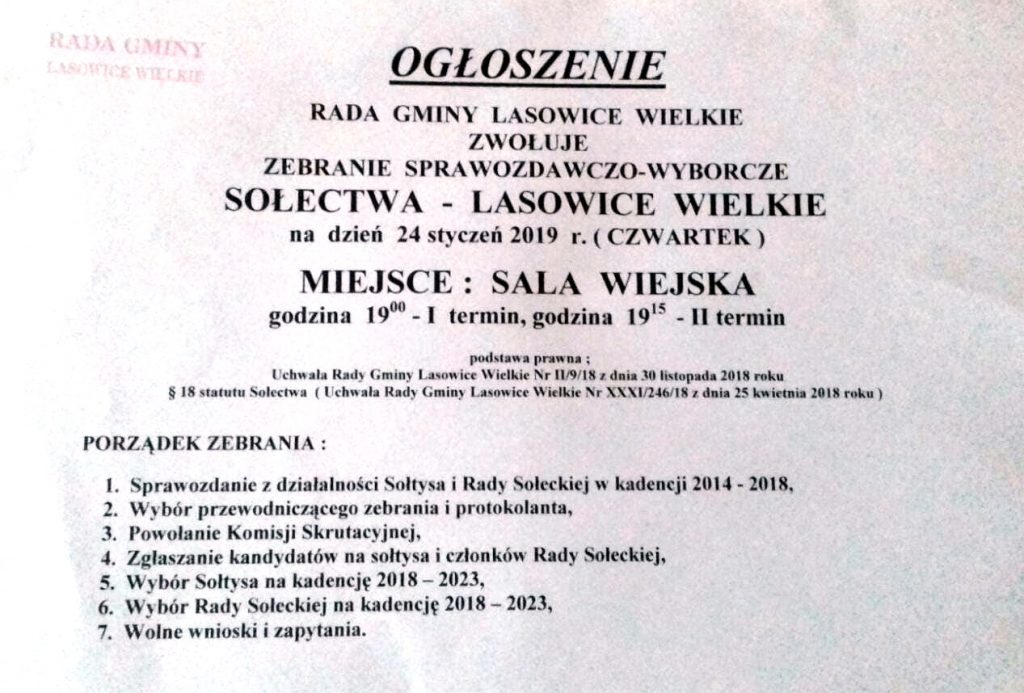 RADA GMINY
LASOWICE WIELKIE
OGŁOSZENIE
RADA GMINY LASOWICE WIELKIE
ZWOŁUJE
ZEBRANIE SPRAWOZDAWCZO-WYBORCZE
SOŁECTWA - LASOWICE WIELKIE
na dzień 24 styczeń 2019 r. ( CZWARTEK )
MIEJSCE : SALA WIEJSKA
godzina 19⁰⁰ - I termin, godzina 19¹⁵ - II termin
podstawa prawna ;
Uchwała Rady Gminy Lasowice Wielkie Nr II/9/18 z dnia 30 listopada 2018 roku
§ 18 statutu Sołectwa ( Uchwała Rady Gminy Lasowice Wielkie Nr XXXI/246/18 z dnia 25 kwietnia 2018 roku )
PORZĄDEK ZEBRANIA :
1. Sprawozdanie z działalności Sołtysa i Rady Sołeckiej w kadencji 2014 - 2018,
2. Wybór przewodniczącego zebrania i protokolanta,
3. Powołanie Komisji Skrutacyjnej,
4. Zgłaszanie kandydatów na sołtysa i członków Rady Sołeckiej,
5. Wybór Sołtysa na kadencję 2018 – 2023,
6. Wybór Rady Sołeckiej na kadencję 2018 – 2023,
7. Wolne wnioski i zapytania.